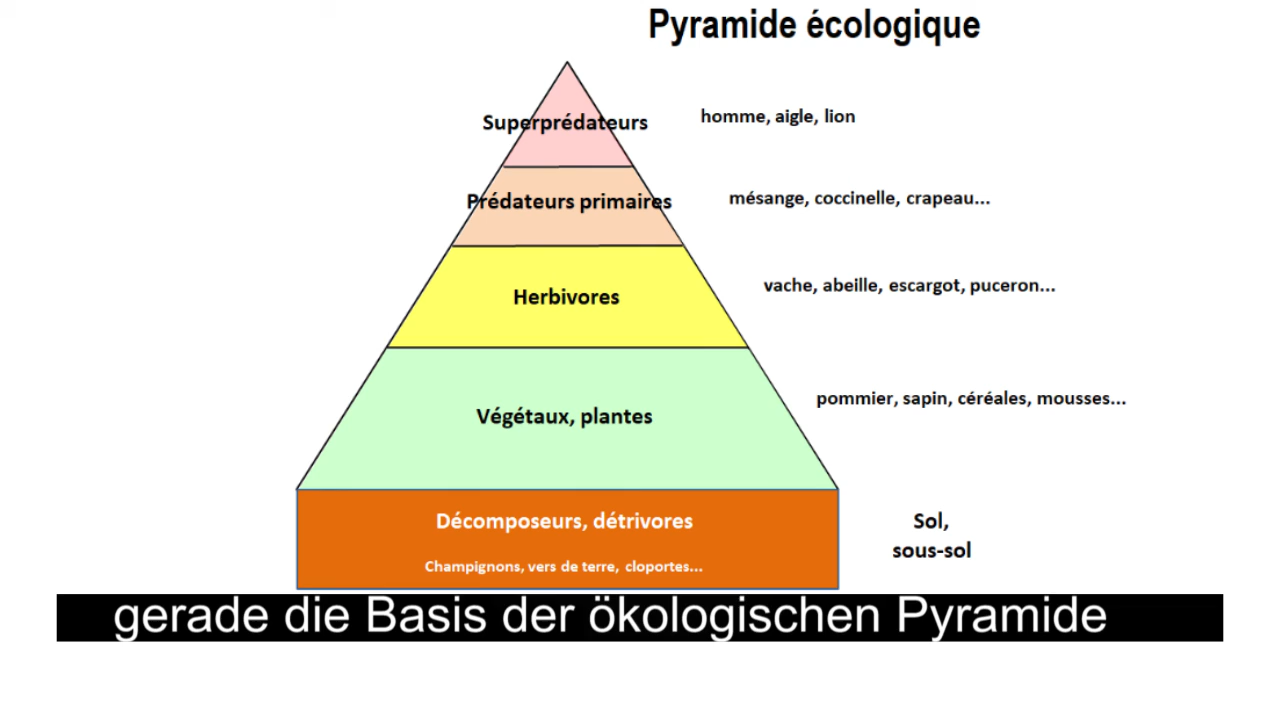 Pyramide écologique
Superprédateurs
homme, aigle, lion
Prédateurs primaires
mésange, coccinelle, crapeau...
Herbivores
vache, abeille, escargot, puceron...
Végétaux, plantes
pommier, sapin, céréales, mousses...
Décomposeurs, détrivores
Champignons, vers de terre, cloportes...
Sol,
sous-sol
gerade die Basis der ökologischen Pyramide